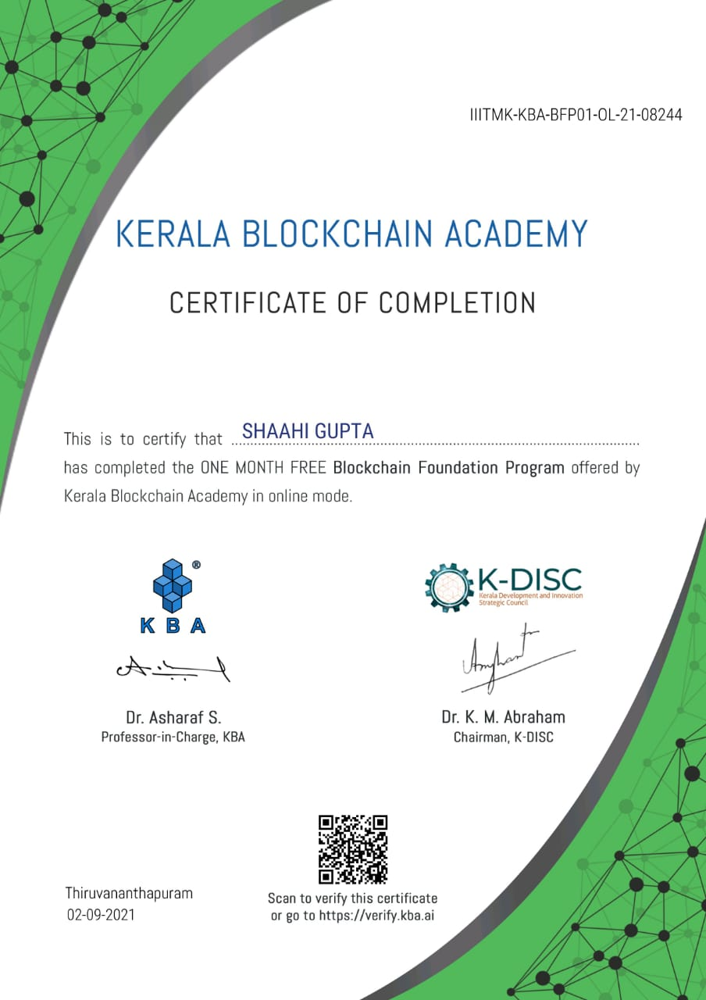 IIITMK-KBA-BFP01-OL-21-08244
KERALA BLOCKCHAIN ACADEMY
CERTIFICATE OF COMPLETION
This is to certify that SHAAHI GUPTA
has completed the ONE MONTH FREE Blockchain Foundation Program offered by
Kerala Blockchain Academy in online mode.
®
K B A
K-DISC
Kerala Development and Innovation
Strategic Council
Dr. Asharaf S.
Professor-in-Charge, KBA
Dr. K. M. Abraham
Chairman, K-DISC
Thiruvananthapuram
02-09-2021
Scan to verify this certificate
or go to https://verify.kba.ai